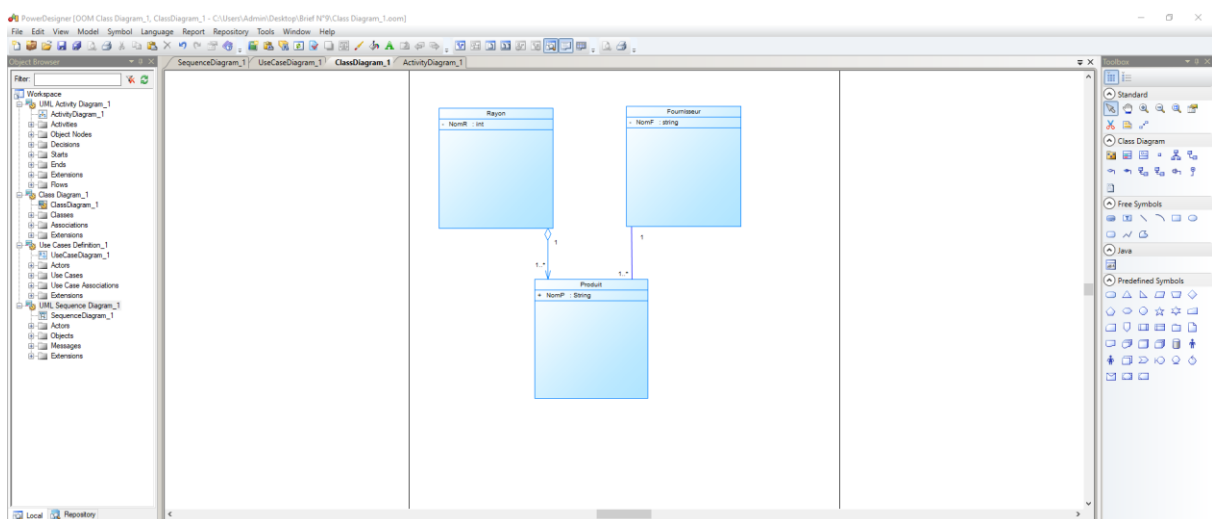 PowerDesigner [OOM Class Diagram_1, ClassDiagram_1 - C:\Users\Admin\Desktop\Brief N°9\Class Diagram_1.oom]
File Edit View Model Symbol Language Report Repository Tools Window Help
Object Browser
SequenceDiagram_1 UseCaseDiagram_1 ClassDiagram_1 ActivityDiagram_1
Toolbox
Filter:
Workspace
UML Activity Diagram_1
ActivityDiagram_1
Activities
Object Nodes
Decisions
Starts
Ends
Extensions
Flows
Class Diagram_1
ClassDiagram_1
Classes
Associations
Extensions
Use Cases Definition_1
UseCaseDiagram_1
Actors
Use Cases
Use Case Associations
Extensions
UML Sequence Diagram_1
SequenceDiagram_1
Actors
Objects
Messages
Extensions
Local Repository
Rayon
- NomR : int
Fournisseur
- NomF : string
1
1..*
1
1..*
Produit
+ NomP : String
Standard
Class Diagram
Free Symbols
Java
Predefined Symbols